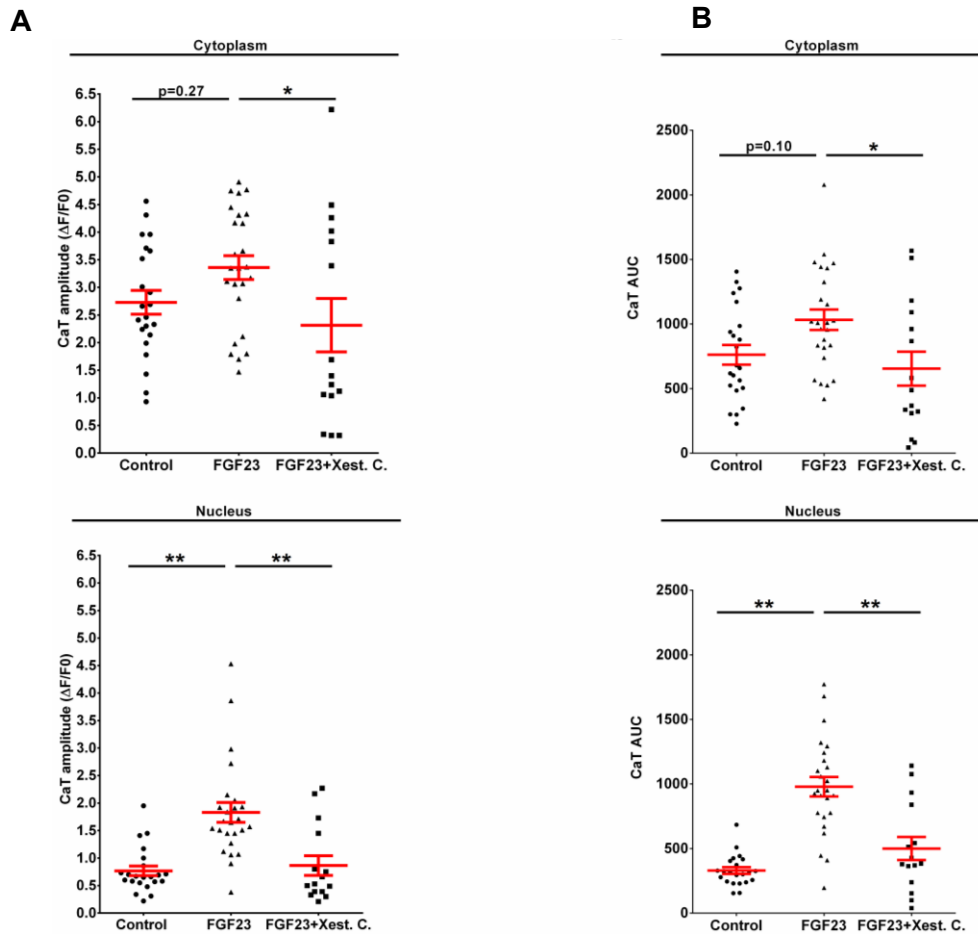 A
Cytoplasm
p=0.27
*
6.5
6.0
5.5
5.0
4.5
4.0
3.5
3.0
2.5
2.0
1.5
1.0
0.5
0.0
CaT amplitude (ΔF/F0)
Control FGF23 FGF23+Xest. C.
Nucleus
** **
6.5
6.0
5.5
5.0
4.5
4.0
3.5
3.0
2.5
2.0
1.5
1.0
0.5
0.0
CaT amplitude (ΔF/F0)
Control FGF23 FGF23+Xest. C.
B
Cytoplasm
p=0.10
*
2500
2000
1500
1000
500
0
CaT AUC
Control FGF23 FGF23+Xest. C.
Nucleus
** **
2500
2000
1500
1000
500
0
CaT AUC
Control FGF23 FGF23+Xest. C.